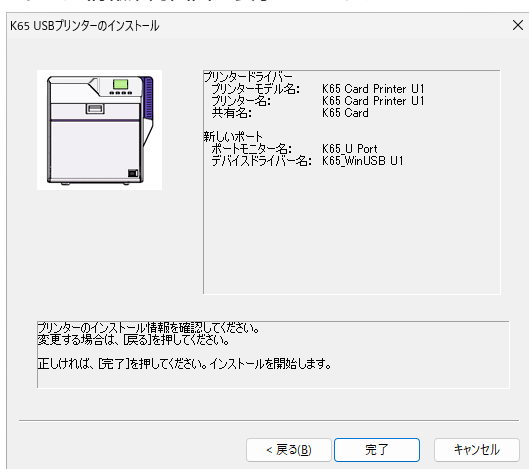 K65 USBプリンターのインストール
プリンタードライバー
プリンターモデル名: K65 Card Printer U1
プリンター名: K65 Card Printer U1
共有名: K65 Card
新しいポート
ポートモニター名: K65_U Port
デバイスドライバー名: K65_WinUSB U1
プリンターのインストール情報を確認してください。
変更する場合は、[戻る]を押してください。
正しければ、[完了]を押してください。インストールを開始します。
< 戻る(B)
完了
キャンセル